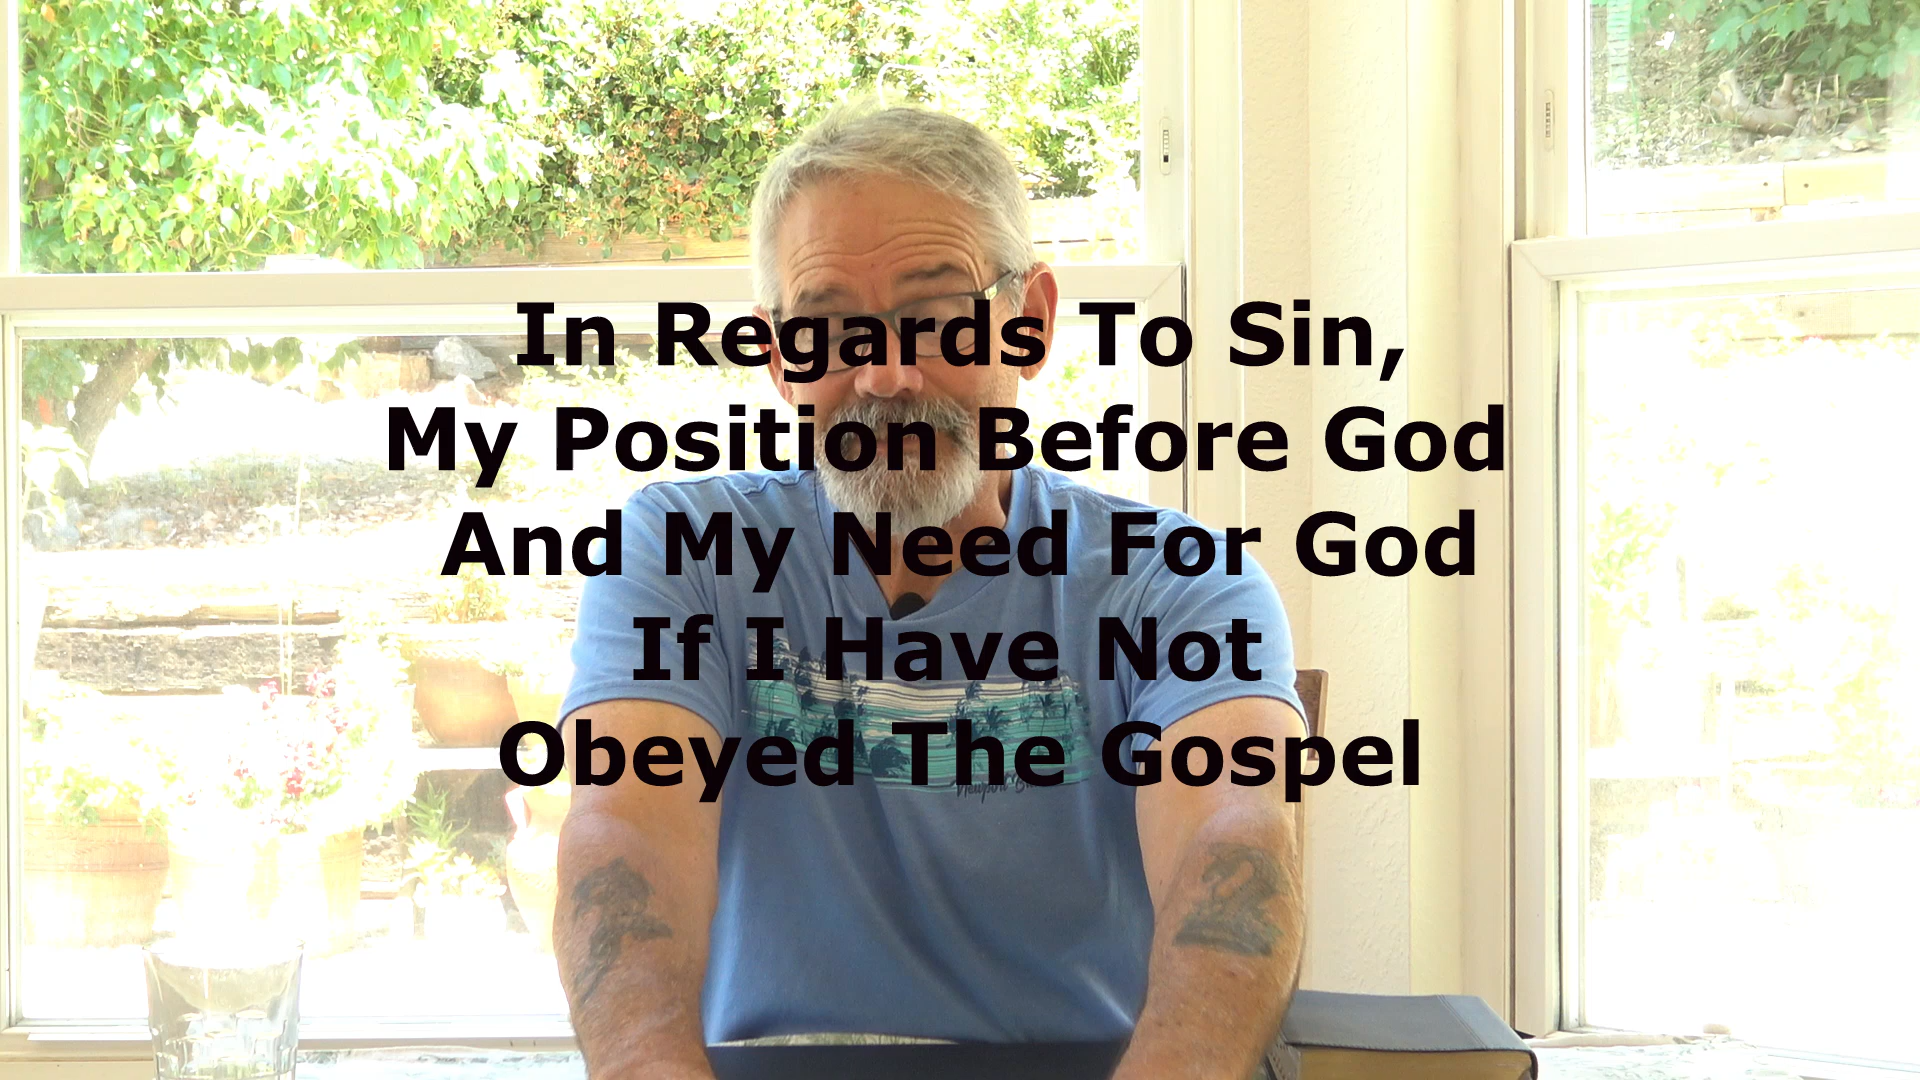 In Regards To Sin,
My Position Before God
And My Need For God
If I Have Not
Obeyed The Gospel